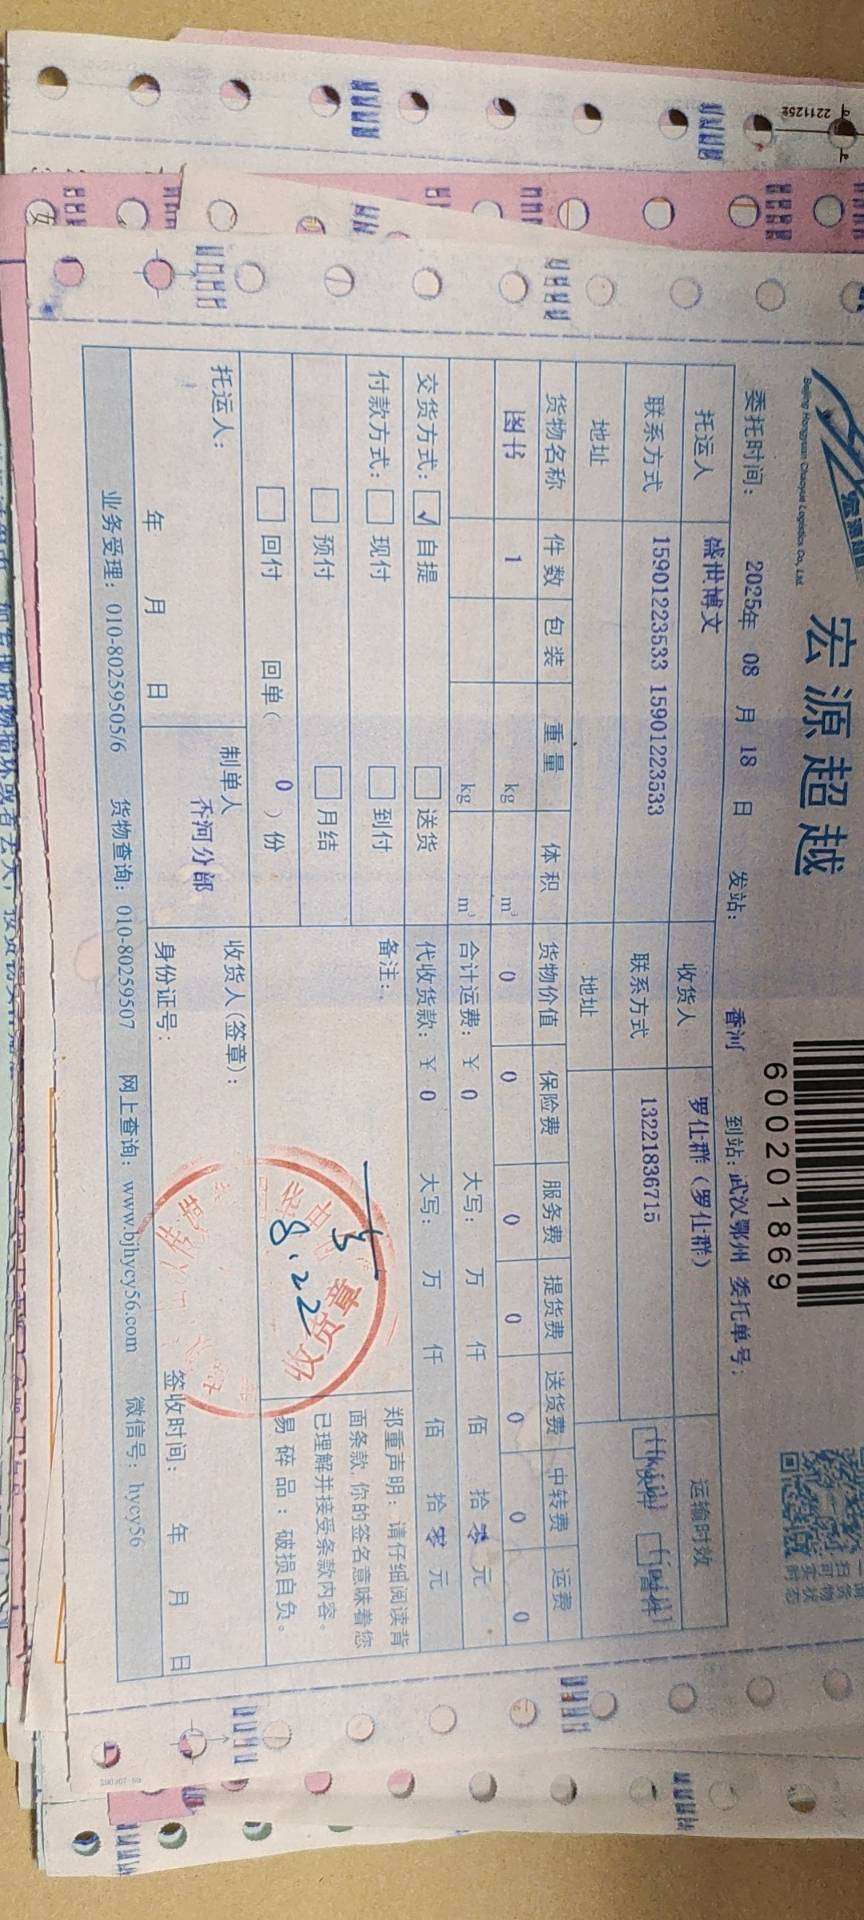 宏源超越
Beijing Hongyuan Chaoyue Logistics Co., Ltd.
600201869
委托时间： 2025年 08 月 18 日 发站： 香河 到站：武汉鄂州 委托单号：
托运人 盛世博文 收货人 罗仕群（罗仕群） 运输时效
联系方式 15901223533 15901223533 联系方式 13221836715
地址 地址
货物名称 件数 包装 重量 体积 货物价值 保险费 服务费 提货费 送货费 中转费 运费
图书 1 kg m³ 0 0 0 0 0 0 0
kg m³ 合计运费：¥ 0 大写： 万 仟 佰 拾 零 元
交货方式： ✓ 自提 送货 代收货款：¥ 0 大写： 万 仟 佰 拾 零 元
付款方式： 现付 到付 备注：
预付 月结
回付 回单（ 0 ）份
郑重声明：请仔细阅读背
面条款，你的签名意味着您
已理解并接受条款内容。
易碎品：破损自负。
8.22
收货章
托运人： 制单人 收货人（签章）：
香河分部
年 月 日 身份证号： 签收时间： 年 月 日
业务受理：010-80259505/6 货物查询：010-80259507 网上查询：www.bjhycy56.com 微信号：hycy56
2211252